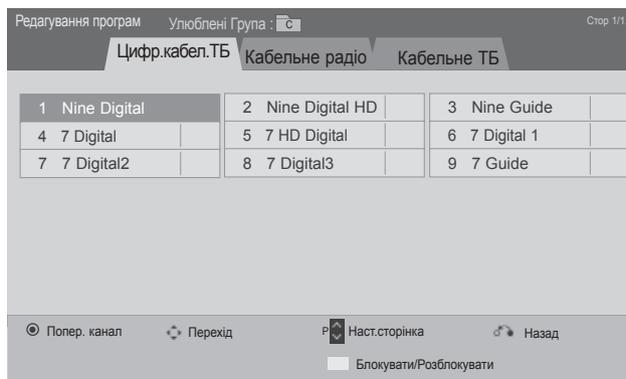 Редагування програм Улюблені Група : C Стор 1/1
Цифр.кабел.ТБ Кабельне радіо Кабельне ТБ
1 Nine Digital 2 Nine Digital HD 3 Nine Guide
4 7 Digital 5 7 HD Digital 6 7 Digital 1
7 7 Digital2 8 7 Digital3 9 7 Guide
Попер. канал Перехід P Наст.сторінка Назад
Блокувати/Розблокувати